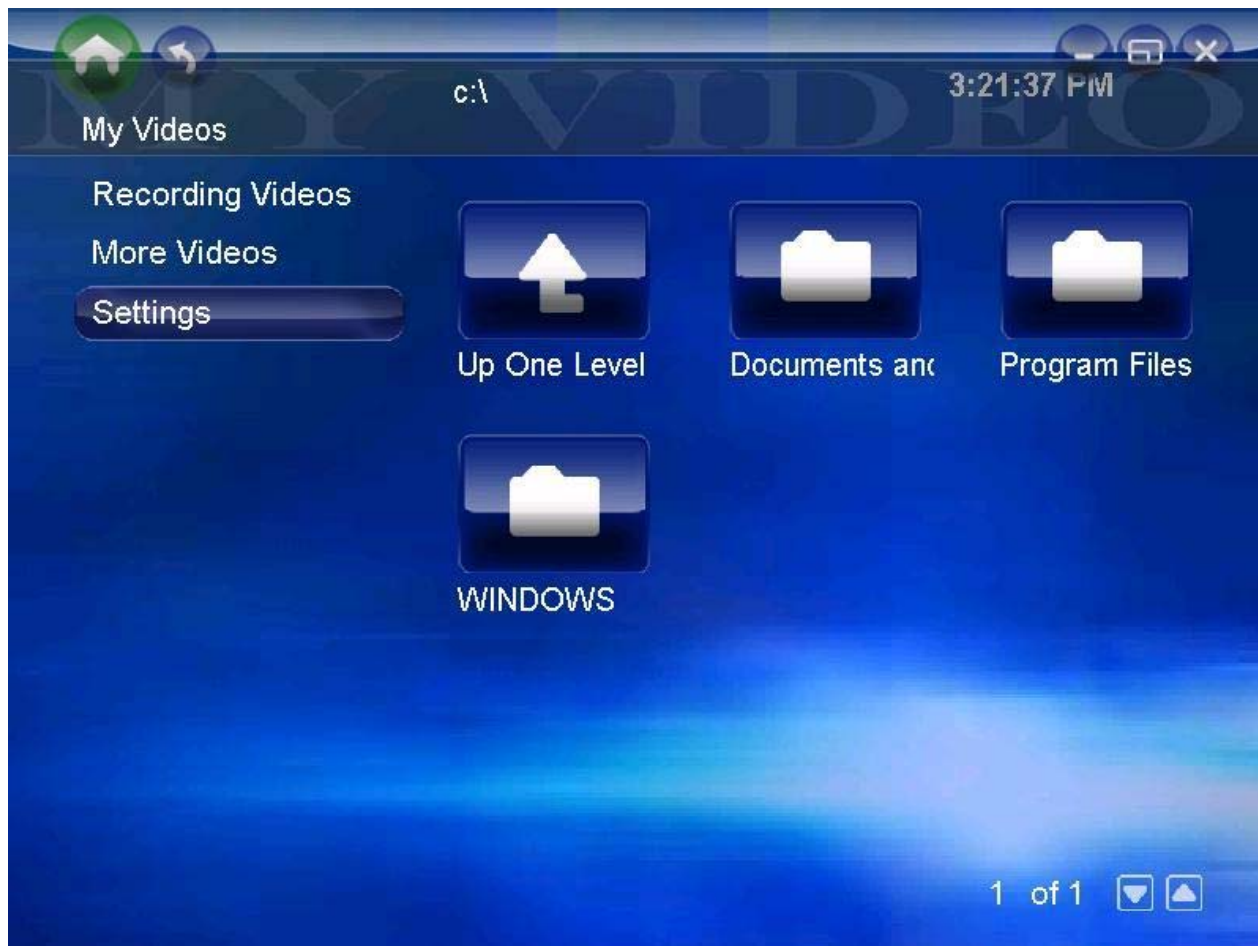 MY VIDEO
c:\
3:21:37 PM
My Videos
Recording Videos
More Videos
Settings
Up One Level
Documents and
Program Files
WINDOWS
1 of 1